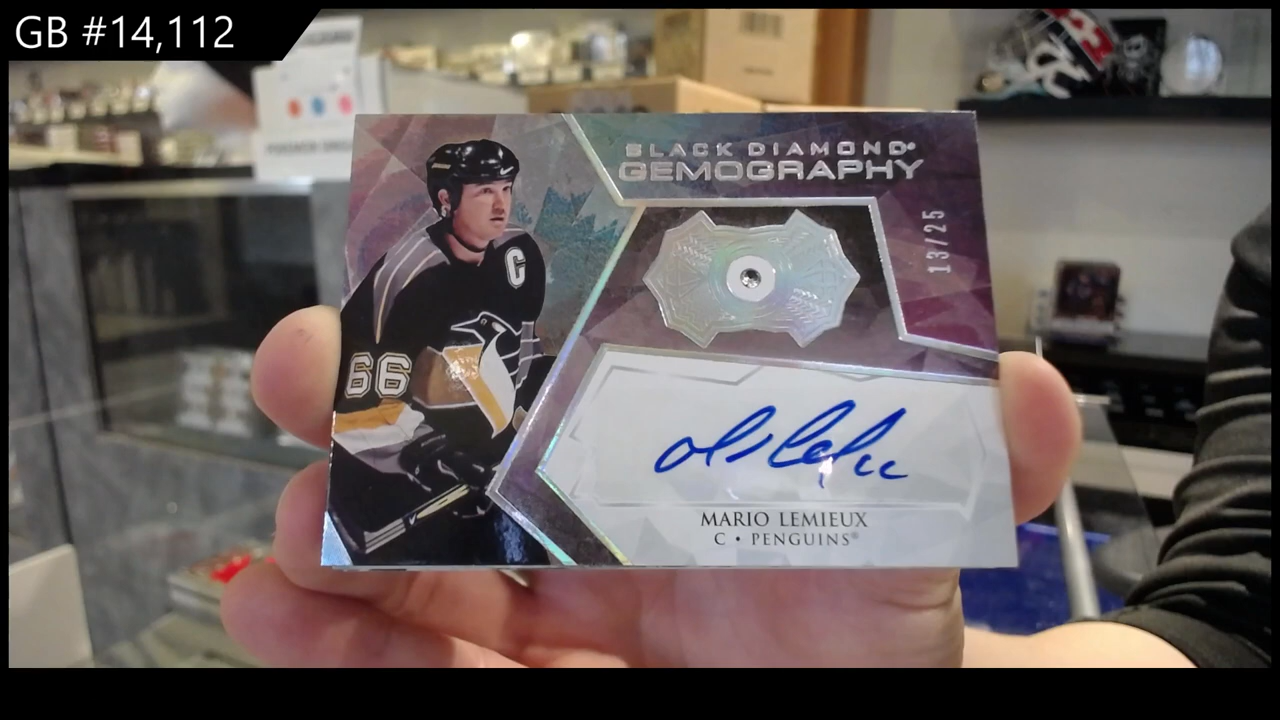 GB #14,112
BLACK DIAMOND®
GEMOGRAPHY
13/25
C
66
MARIO LEMIEUX
C • PENGUINS®